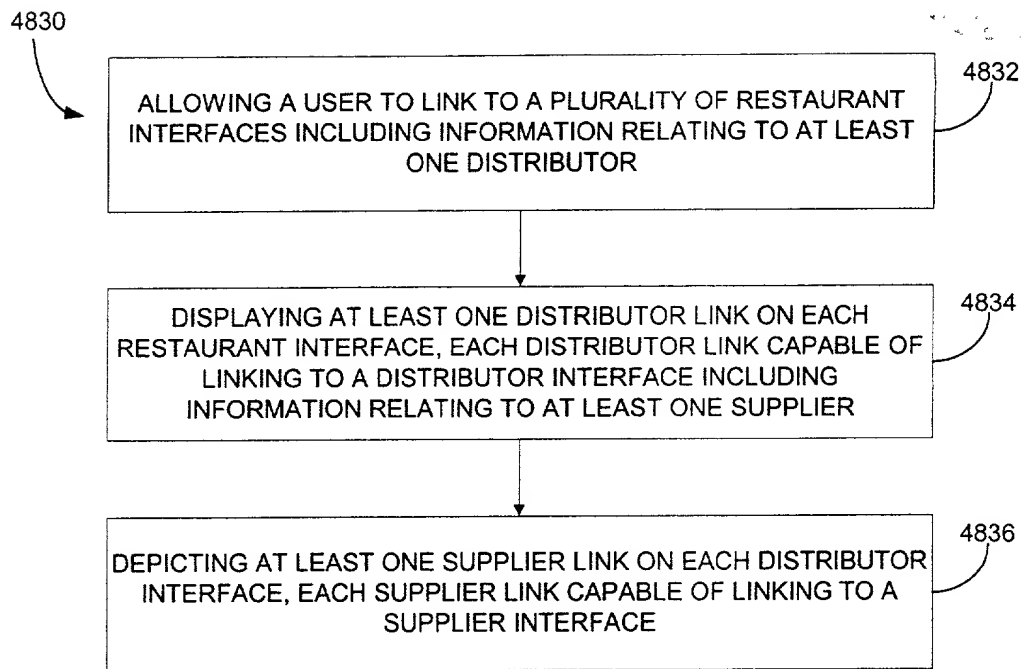 4830
4832
ALLOWING A USER TO LINK TO A PLURALITY OF RESTAURANT
INTERFACES INCLUDING INFORMATION RELATING TO AT LEAST
ONE DISTRIBUTOR
4834
DISPLAYING AT LEAST ONE DISTRIBUTOR LINK ON EACH
RESTAURANT INTERFACE, EACH DISTRIBUTOR LINK CAPABLE OF
LINKING TO A DISTRIBUTOR INTERFACE INCLUDING
INFORMATION RELATING TO AT LEAST ONE SUPPLIER
4836
DEPICTING AT LEAST ONE SUPPLIER LINK ON EACH DISTRIBUTOR
INTERFACE, EACH SUPPLIER LINK CAPABLE OF LINKING TO A
SUPPLIER INTERFACE